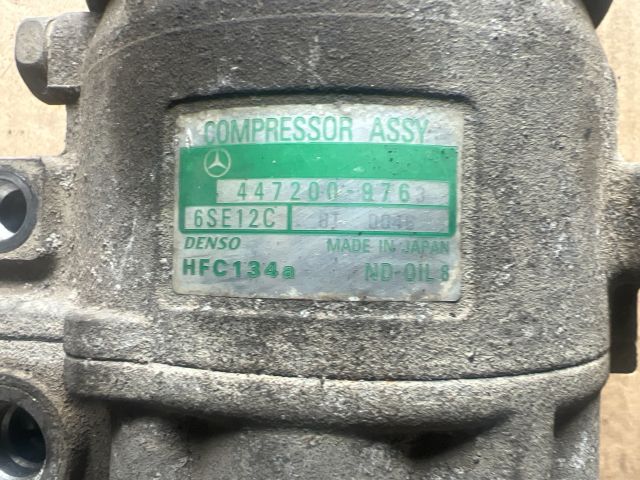 COMPRESSOR ASSY
447200-9763
6SE12C
DENSO MADE IN JAPAN
HFC134a ND-OIL 8